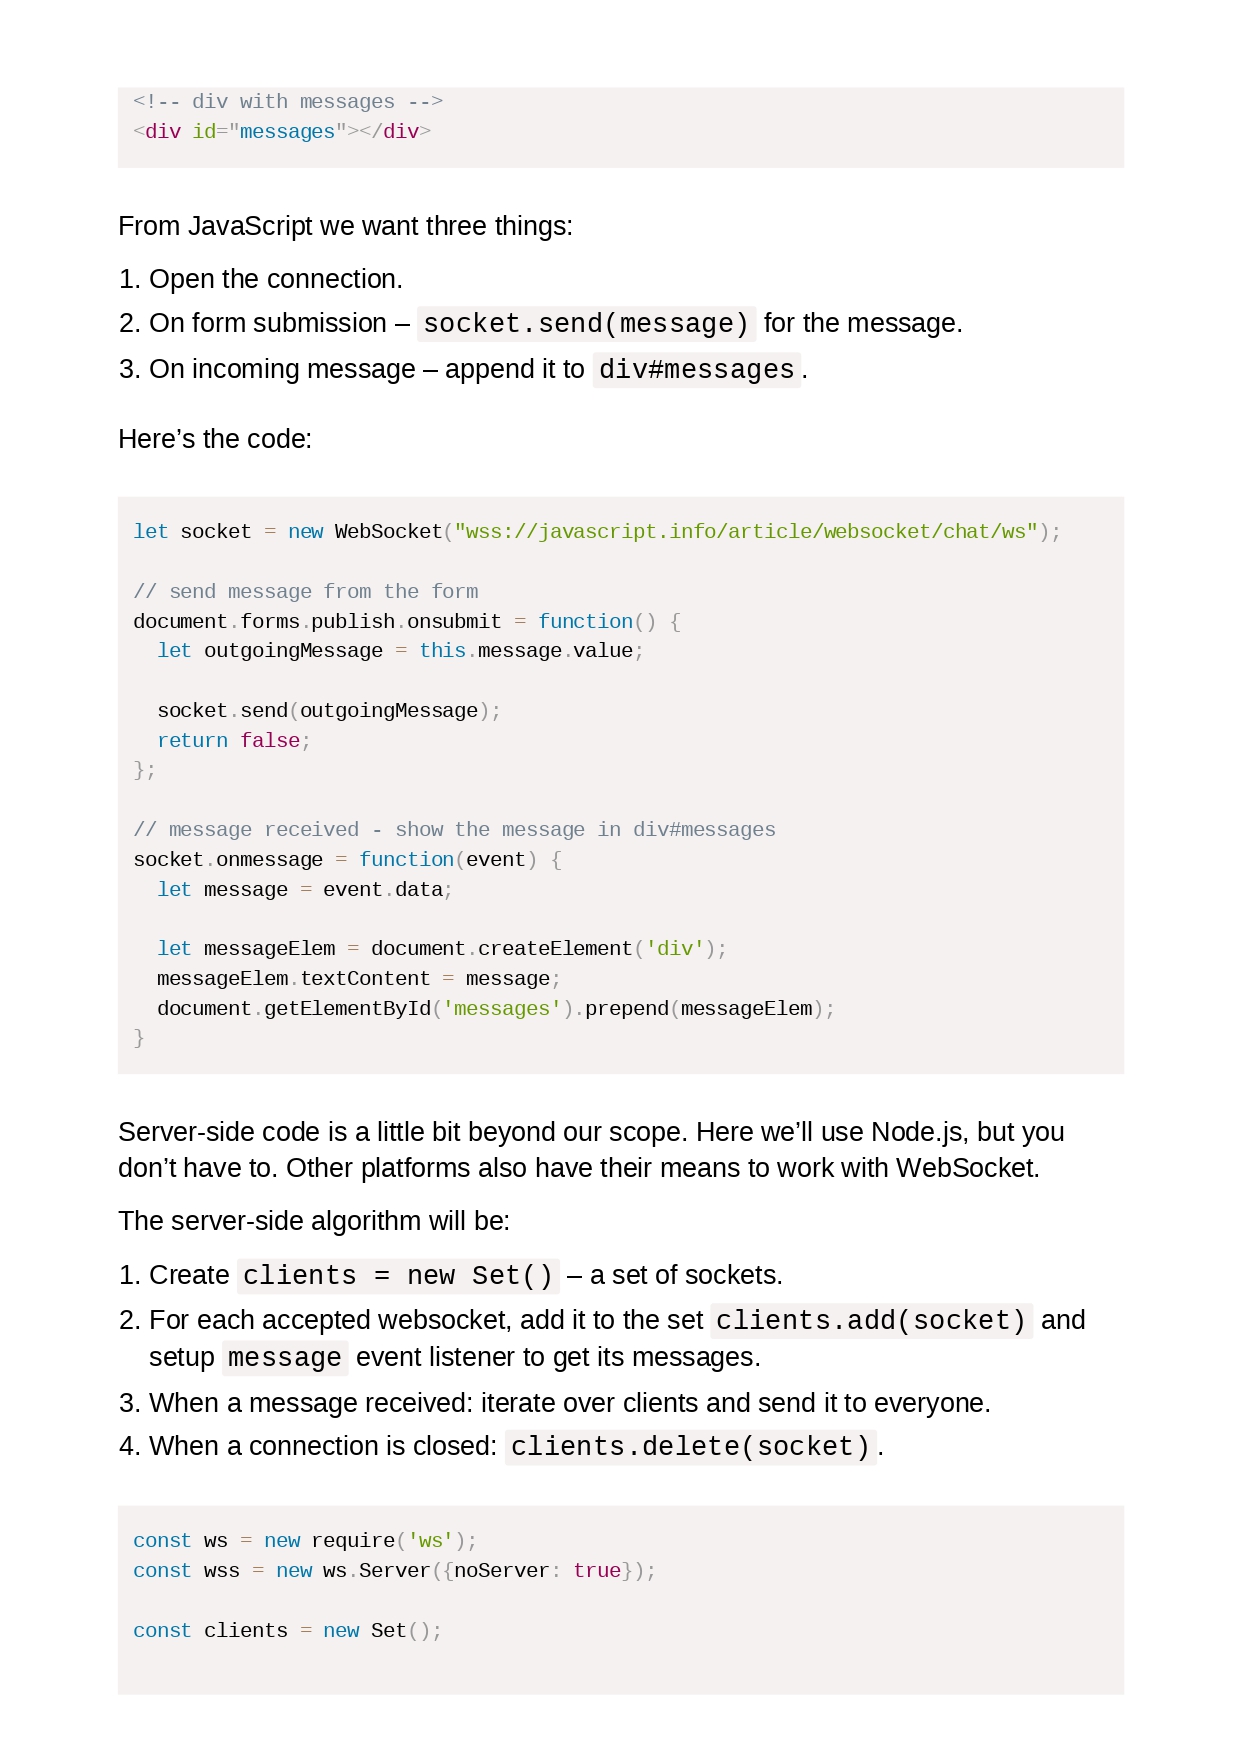 <!-- div with messages -->
<div id="messages"></div>
From JavaScript we want three things:
1. Open the connection.
2. On form submission – socket.send(message) for the message.
3. On incoming message – append it to div#messages.
Here’s the code:
let socket = new WebSocket("wss://javascript.info/article/websocket/chat/ws");
// send message from the form
document.forms.publish.onsubmit = function() {
  let outgoingMessage = this.message.value;
  socket.send(outgoingMessage);
  return false;
};
// message received - show the message in div#messages
socket.onmessage = function(event) {
  let message = event.data;
  let messageElem = document.createElement('div');
  messageElem.textContent = message;
  document.getElementById('messages').prepend(messageElem);
}
Server-side code is a little bit beyond our scope. Here we’ll use Node.js, but you
don’t have to. Other platforms also have their means to work with WebSocket.
The server-side algorithm will be:
1. Create clients = new Set() – a set of sockets.
2. For each accepted websocket, add it to the set clients.add(socket) and
setup message event listener to get its messages.
3. When a message received: iterate over clients and send it to everyone.
4. When a connection is closed: clients.delete(socket).
const ws = new require('ws');
const wss = new ws.Server({noServer: true});
const clients = new Set();